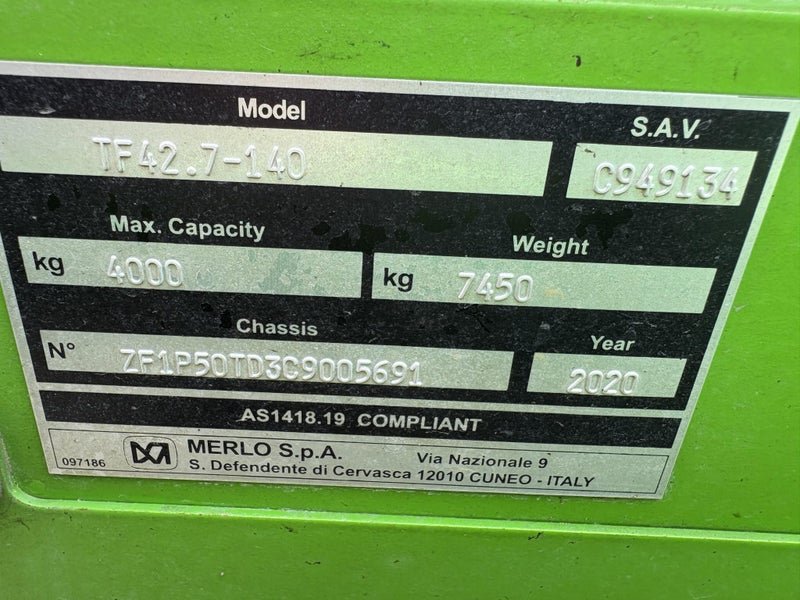 Model
S.A.V.
TF42.7-140
C949134
Max. Capacity
Weight
kg 4000
kg 7450
Chassis
Year
N° ZF1P50TD3C9005691
2020
AS1418.19 COMPLIANT
MERLO S.p.A.
Via Nazionale 9
097186
S. Defendente di Cervasca 12010 CUNEO - ITALY